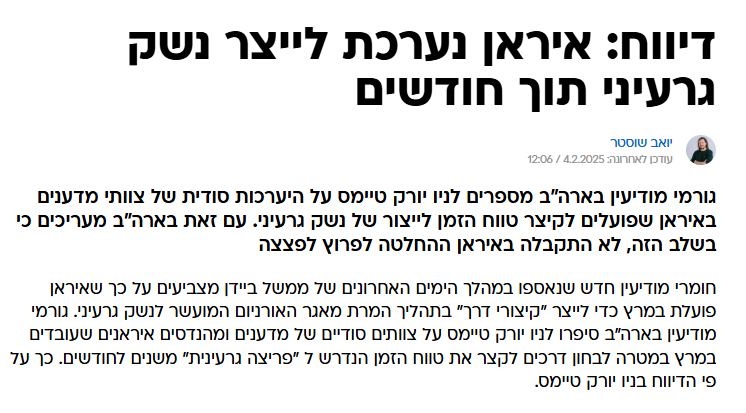 דיווח: איראן נערכת לייצר נשק
גרעיני תוך חודשים
יואב שוסטר
עודכן לאחרונה: 4.2.2025 / 12:06
גורמי מודיעין בארה"ב מספרים לניו יורק טיימס על היערכות סודית של צוותי מדענים
באיראן שפועלים לקיצר טווח הזמן לייצור של נשק גרעיני. עם זאת בארה"ב מעריכים כי
בשלב הזה, לא התקבלה באיראן ההחלטה לפרוץ לפצצה
חומרי מודיעין חדש שנאספו במהלך הימים האחרונים של ממשל ביידן מצביעים על כך שאיראן
פועלת במרץ כדי לייצר "קיצורי דרך" בתהליך המרת מאגר האורניום המועשר לנשק גרעיני. גורמי
מודיעין בארה"ב סיפרו לניו יורק טיימס על צוותים סודיים של מדענים ומהנדסים איראנים שעובדים
במרץ במטרה לבחון דרכים לקצר את טווח הזמן הנדרש ל "פריצה גרעינית" משנים לחודשים. כך על
פי הדיווח בניו יורק טיימס.